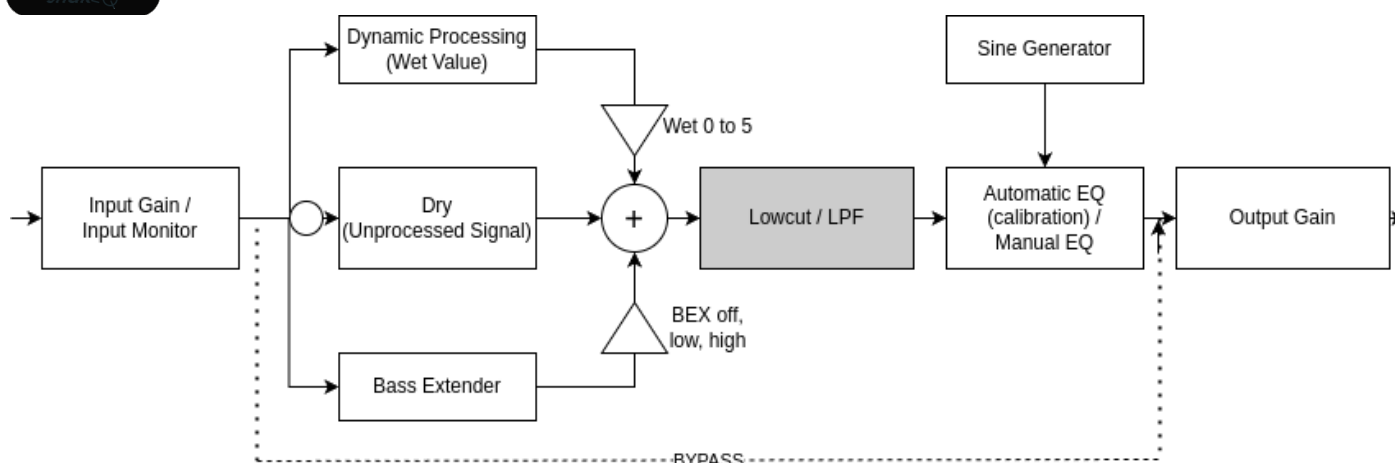 Dynamic Processing
(Wet Value)
Sine Generator
Wet 0 to 5
Input Gain /
Input Monitor
Dry
(Unprocessed Signal)
+
Lowcut / LPF
Automatic EQ
(calibration) /
Manual EQ
Output Gain
BEX off,
low, high
Bass Extender
BYPASS